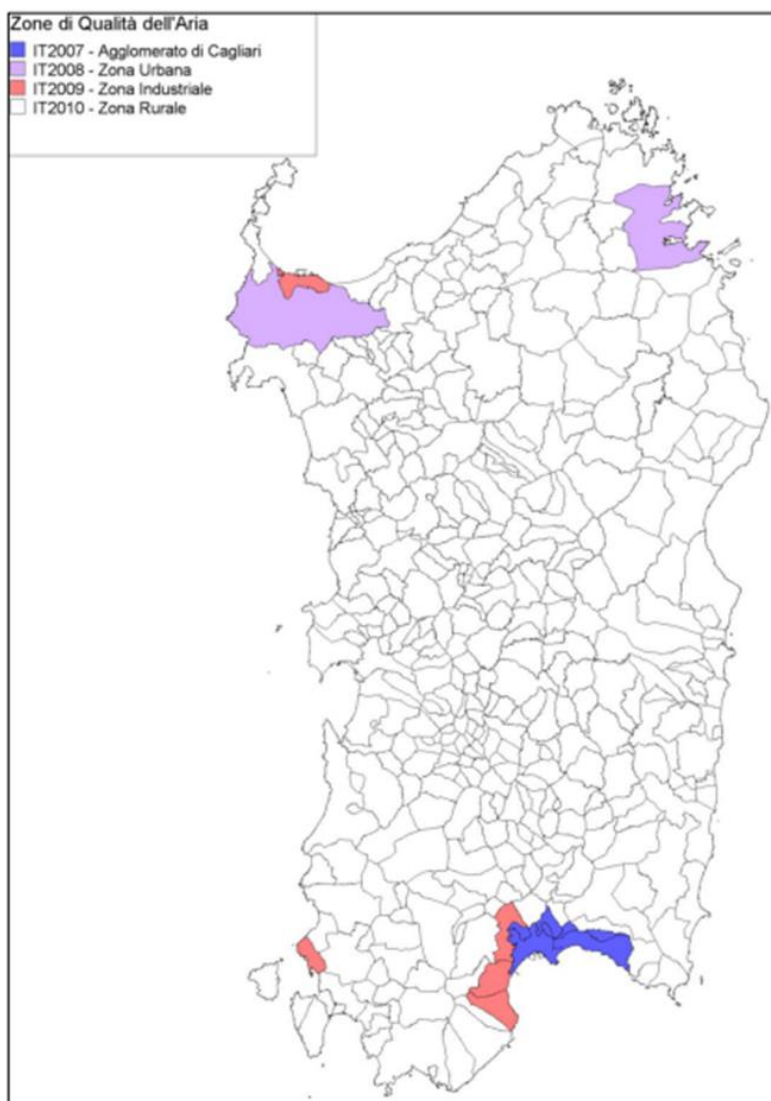 Zone di Qualità dell'Aria
IT2007 - Agglomerato di Cagliari
IT2008 - Zona Urbana
IT2009 - Zona Industriale
IT2010 - Zona Rurale